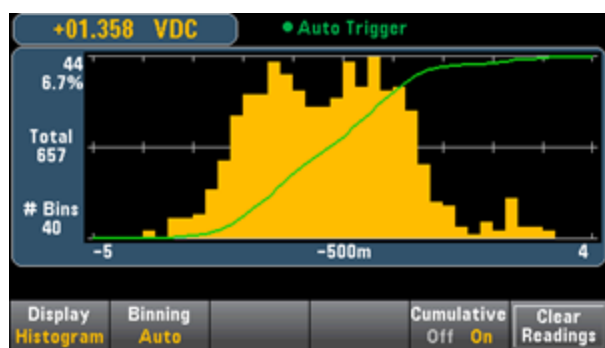 +01.358 VDC
Auto Trigger
44
6.7%
Total
657
# Bins
40
-5
-500m
4
Display
Histogram
Binning
Auto
Cumulative
Off On
Clear
Readings